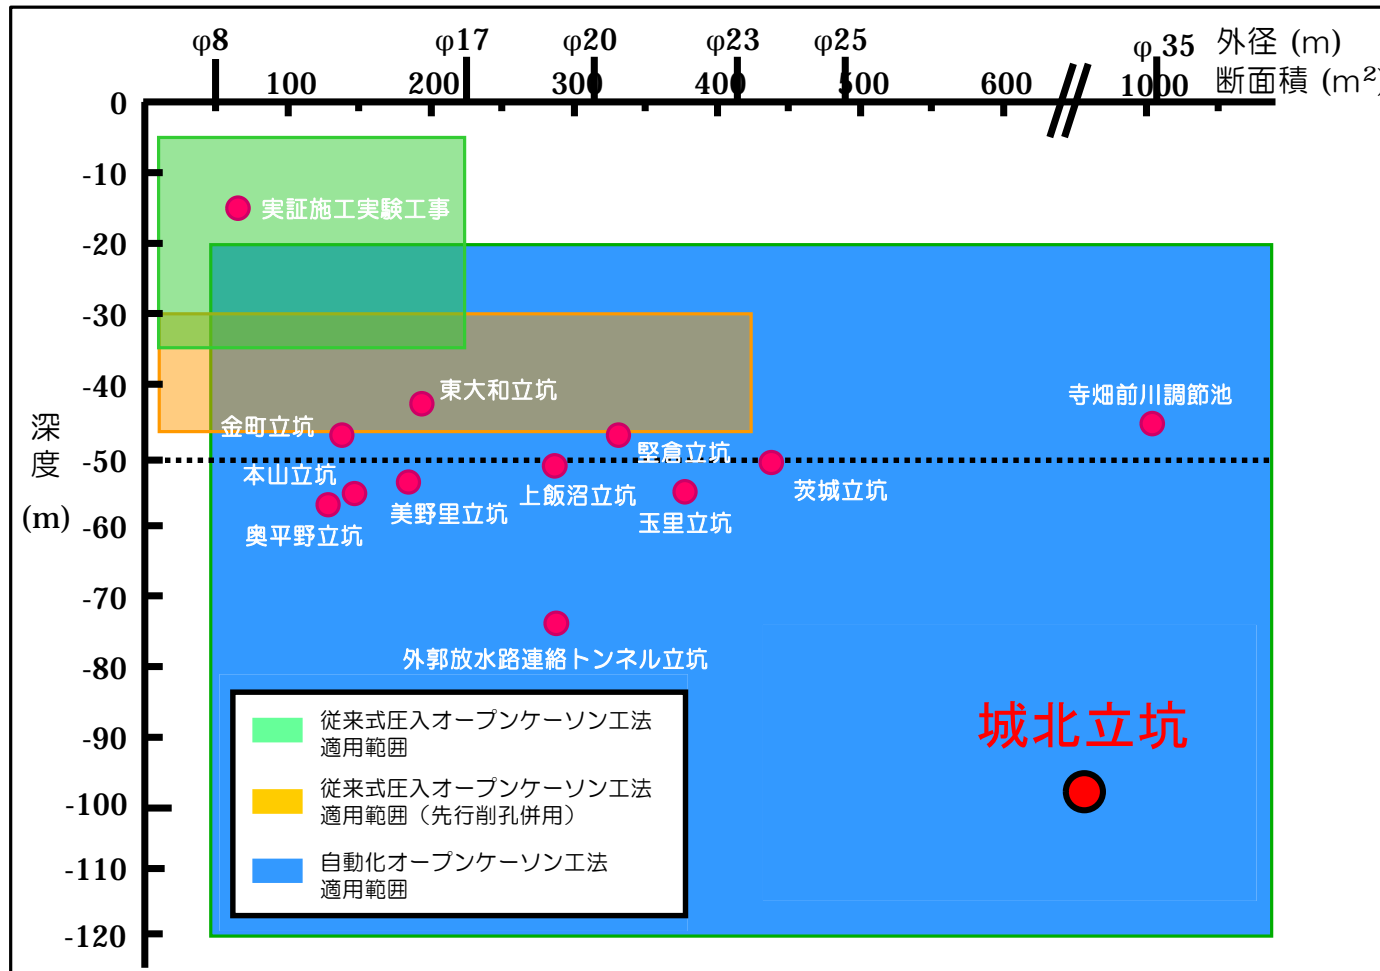 φ8 φ17 φ20 φ23 φ25 φ35 外径 (m)
100 200 300 400 500 600 1000 断面積 (m²)
0
-10
-20
-30
-40
-50
-60
-70
-80
-90
-100
-110
-120
深度
(m)
実証施工実験工事
東大和立坑
寺畑前川調節池
金町立坑
堅倉立坑
本山立坑
上飯沼立坑
茨城立坑
美野里立坑
玉里立坑
奥平野立坑
外郭放水路連絡トンネル立坑
城北立坑
従来式圧入オープンケーソン工法
適用範囲
従来式圧入オープンケーソン工法
適用範囲（先行削孔併用）
自動化オープンケーソン工法
適用範囲